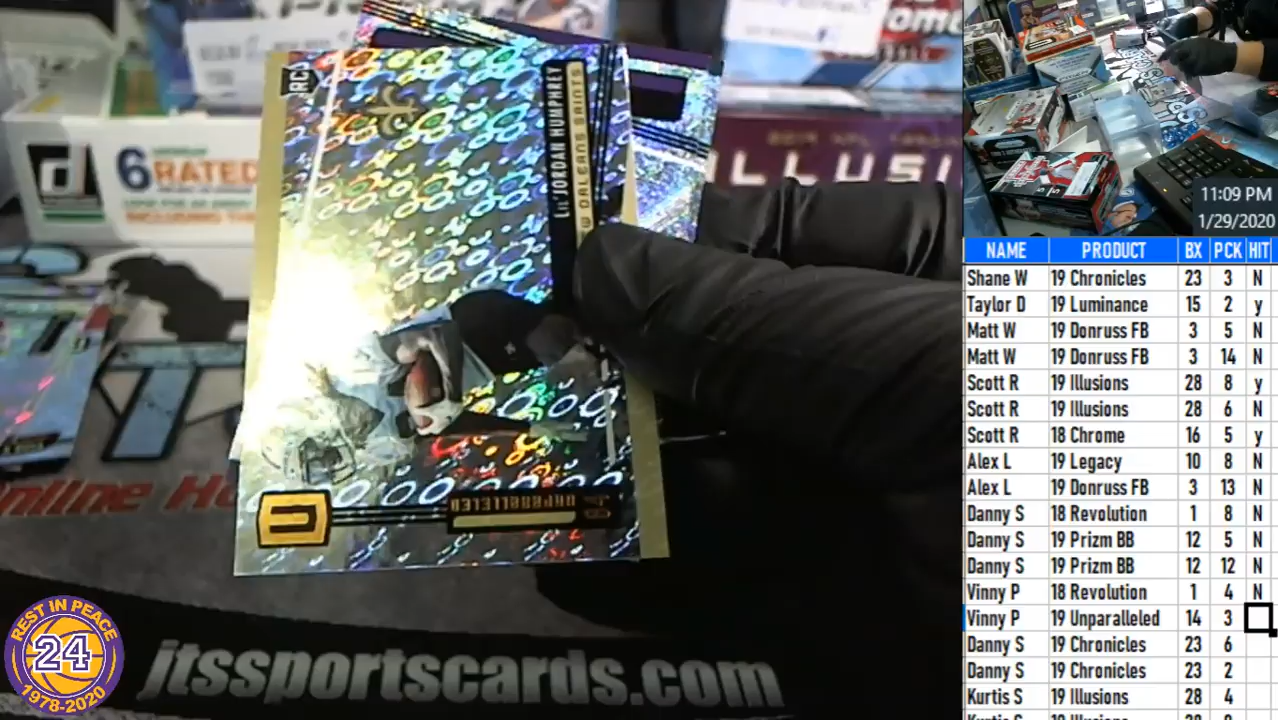 6 RATED
ILLUSI
RC
LIL'JORDAN HUMPHREY
NEW ORLEANS SAINTS
U
UNPARALLELED
REST IN PEACE
24
1978-2020
jtssportscards.com
11:09 PM
1/29/2020
NAME PRODUCT BX PCK HIT
Shane W 19 Chronicles 23 3 N
Taylor D 19 Luminance 15 2 y
Matt W 19 Donruss FB 3 5 N
Matt W 19 Donruss FB 3 14 N
Scott R 19 Illusions 28 8 y
Scott R 19 Illusions 28 6 N
Scott R 18 Chrome 16 5 y
Alex L 19 Legacy 10 8 N
Alex L 19 Donruss FB 3 13 N
Danny S 18 Revolution 1 8 N
Danny S 19 Prizm BB 12 5 N
Danny S 19 Prizm BB 12 12 N
Vinny P 18 Revolution 1 4 N
Vinny P 19 Unparalleled 14 3
Danny S 19 Chronicles 23 6
Danny S 19 Chronicles 23 2
Kurtis S 19 Illusions 28 4